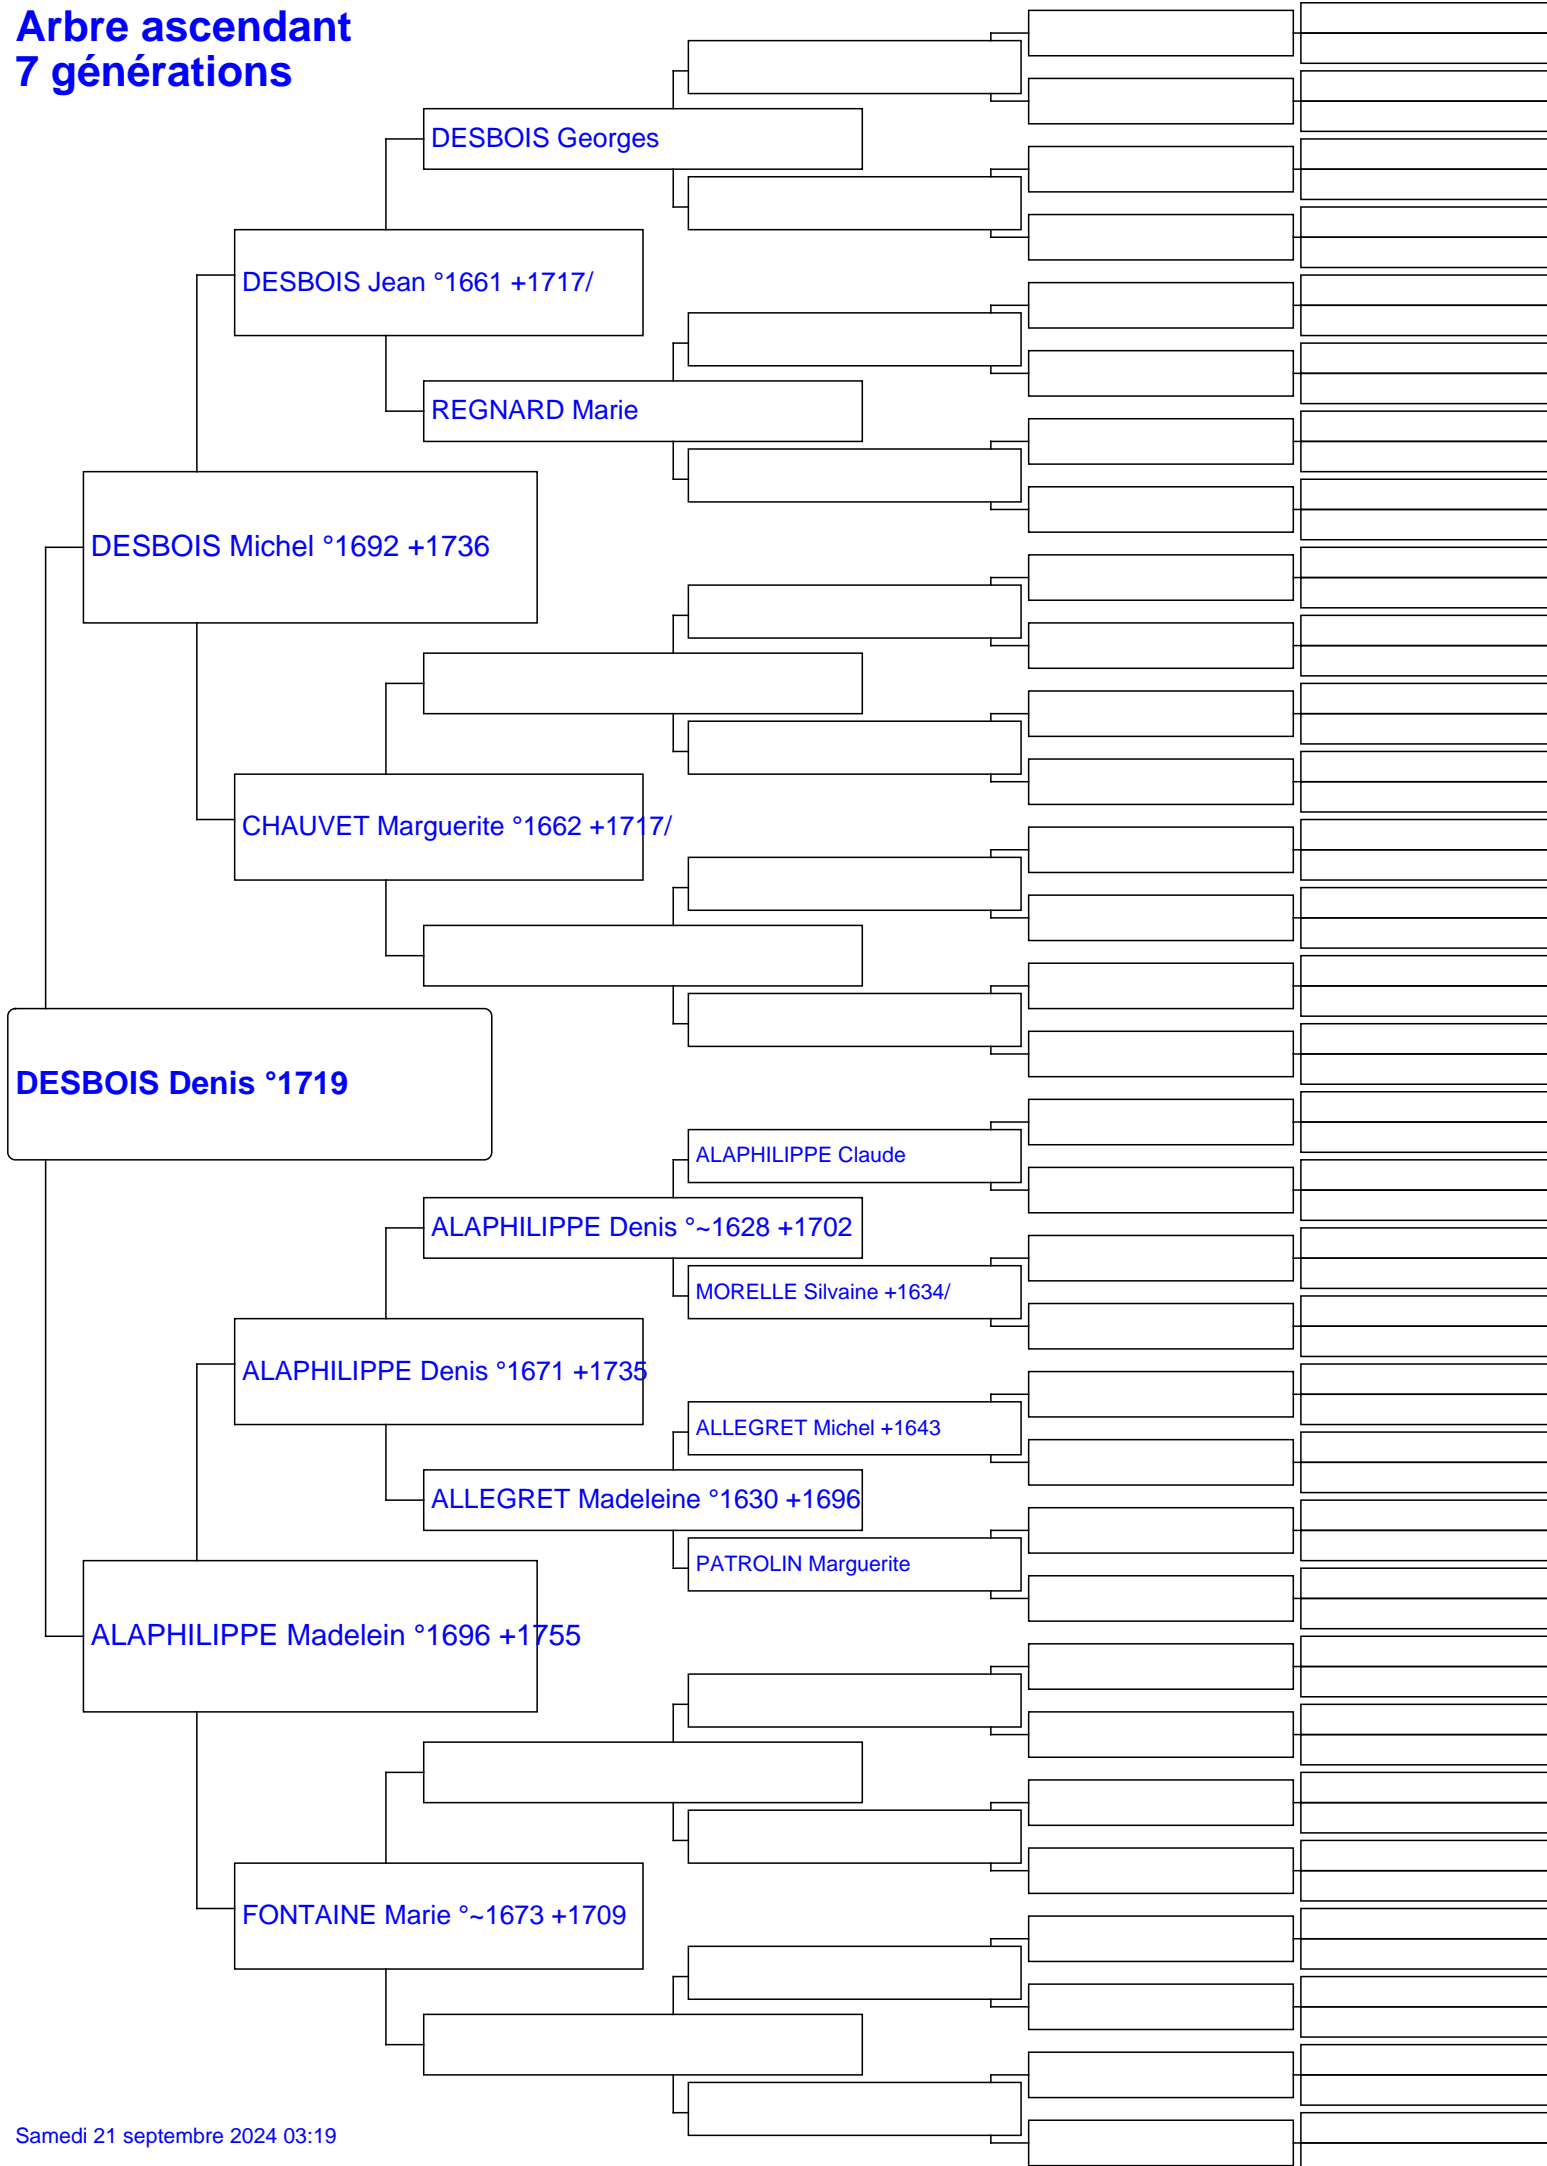 Arbre ascendant
7 générations
DESBOIS Georges
DESBOIS Jean °1661 +1717/
REGNARD Marie
DESBOIS Michel °1692 +1736
CHAUVET Marguerite °1662 +1717/
DESBOIS Denis °1719
ALAPHILIPPE Claude
ALAPHILIPPE Denis °~1628 +1702
MORELLE Silvaine +1634/
ALAPHILIPPE Denis °1671 +1735
ALLEGRET Michel +1643
ALLEGRET Madeleine °1630 +1696
PATROLIN Marguerite
ALAPHILIPPE Madelein °1696 +1755
FONTAINE Marie °~1673 +1709
Samedi 21 septembre 2024 03:19